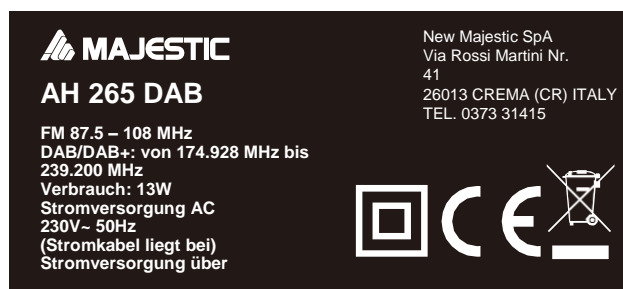 MAJESTIC
AH 265 DAB
FM 87.5 – 108 MHz
DAB/DAB+: von 174.928 MHz bis
239.200 MHz
Verbrauch: 13W
Stromversorgung AC
230V~ 50Hz
(Stromkabel liegt bei)
Stromversorgung über
New Majestic SpA
Via Rossi Martini Nr.
41
26013 CREMA (CR) ITALY
TEL. 0373 31415
CE